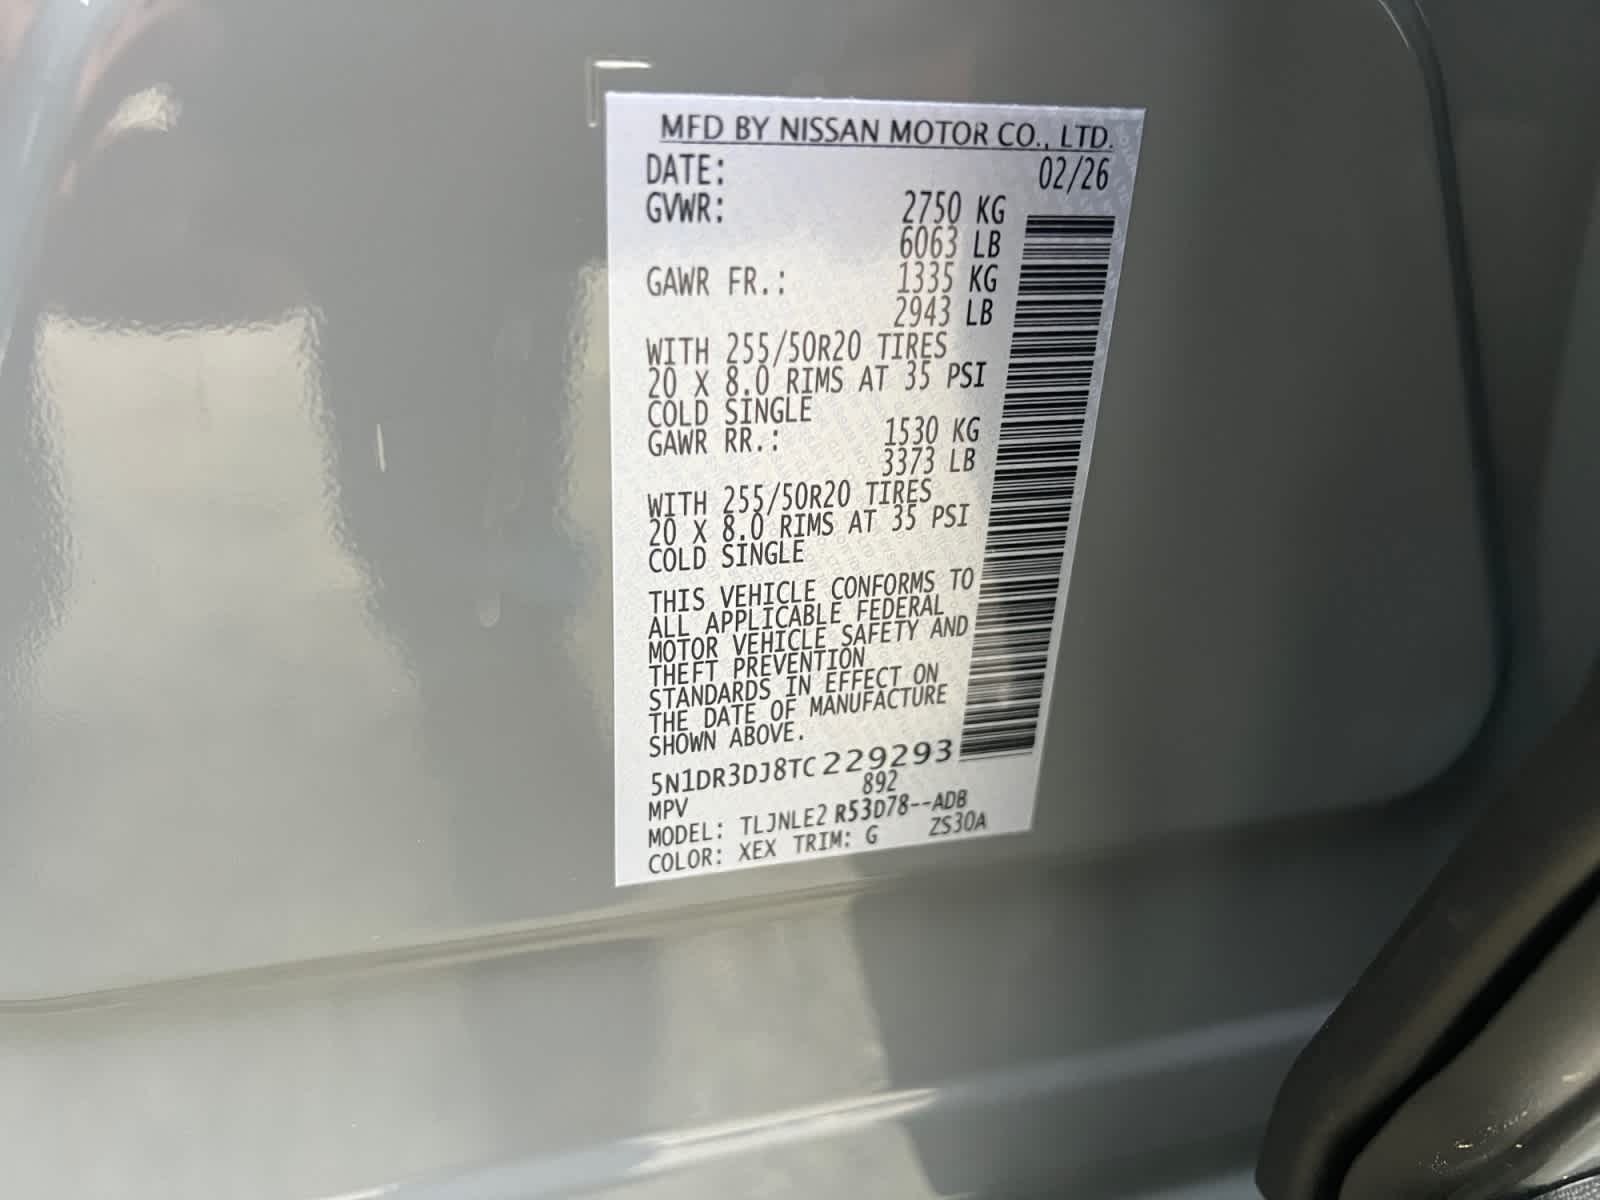 MFD BY NISSAN MOTOR CO., LTD.
DATE: 02/26
GVWR: 2750 KG
6063 LB
GAWR FR.: 1335 KG
2943 LB
WITH 255/50R20 TIRES
20 X 8.0 RIMS AT 35 PSI
COLD SINGLE
GAWR RR.: 1530 KG
3373 LB
WITH 255/50R20 TIRES
20 X 8.0 RIMS AT 35 PSI
COLD SINGLE
THIS VEHICLE CONFORMS TO
ALL APPLICABLE FEDERAL
MOTOR VEHICLE SAFETY AND
THEFT PREVENTION
STANDARDS IN EFFECT ON
THE DATE OF MANUFACTURE
SHOWN ABOVE.
5N1DR3DJ8TC229293
MPV 892
MODEL: TLJNLE2 R53D78--ADB
COLOR: XEX TRIM: G ZS30A